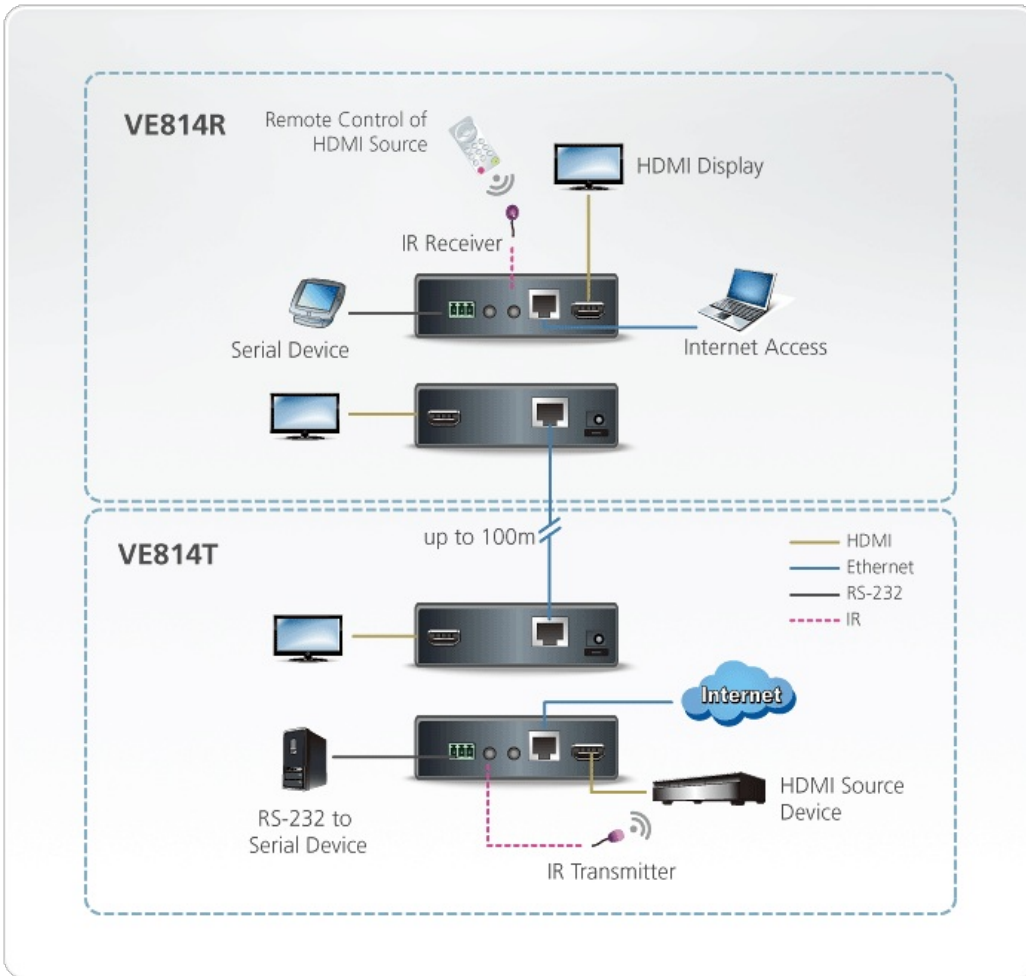 VE814R
Remote Control of
HDMI Source
HDMI Display
IR Receiver
Serial Device
Internet Access
up to 100m
VE814T
HDMI
Ethernet
RS-232
IR
Internet
RS-232 to
Serial Device
HDMI Source
Device
IR Transmitter